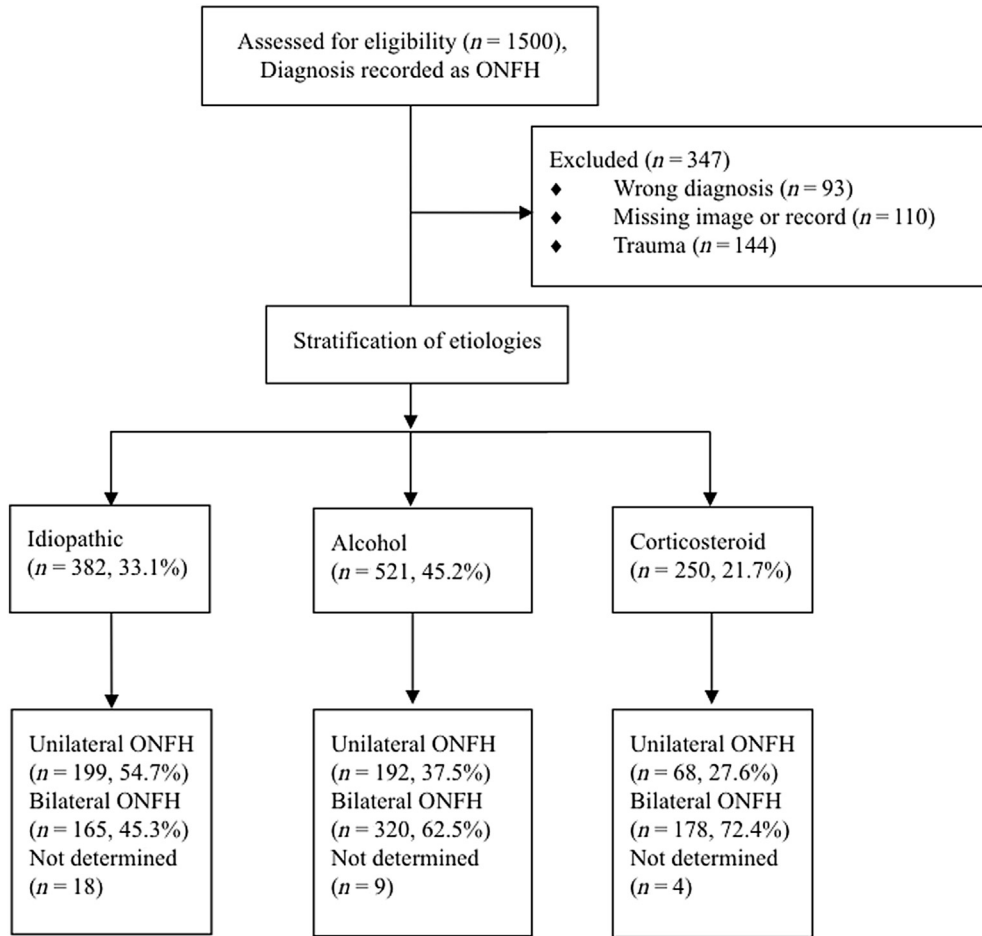 Assessed for eligibility (n = 1500),
Diagnosis recorded as ONFH
Excluded (n = 347)
♦ Wrong diagnosis (n = 93)
♦ Missing image or record (n = 110)
♦ Trauma (n = 144)
Stratification of etiologies
Idiopathic
(n = 382, 33.1%)
Alcohol
(n = 521, 45.2%)
Corticosteroid
(n = 250, 21.7%)
Unilateral ONFH
(n = 199, 54.7%)
Bilateral ONFH
(n = 165, 45.3%)
Not determined
(n = 18)
Unilateral ONFH
(n = 192, 37.5%)
Bilateral ONFH
(n = 320, 62.5%)
Not determined
(n = 9)
Unilateral ONFH
(n = 68, 27.6%)
Bilateral ONFH
(n = 178, 72.4%)
Not determined
(n = 4)